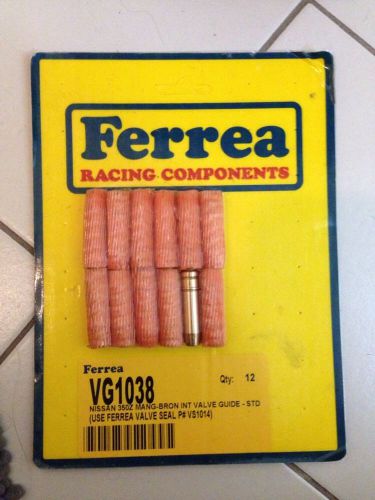 Ferrea
RACING COMPONENTS
Ferrea
VG1038
Qty: 12
NISSAN 350Z MANG-BRON INT VALVE GUIDE - STD
(USE FERREA VALVE SEAL P# VS1014)